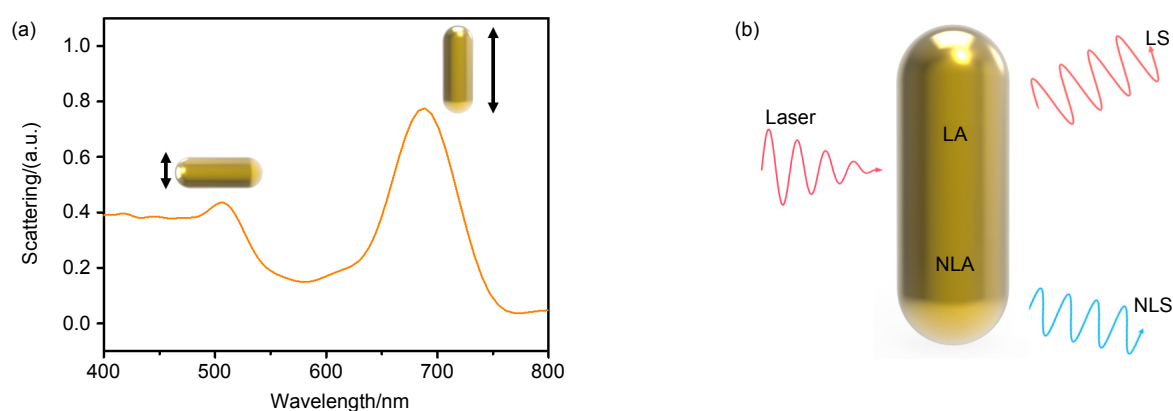 (a)
1.0
0.8
0.6
0.4
0.2
0.0
Scattering/(a.u.)
400 500 600 700 800
Wavelength/nm
(b)
Laser
LA
NLA
LS
NLS